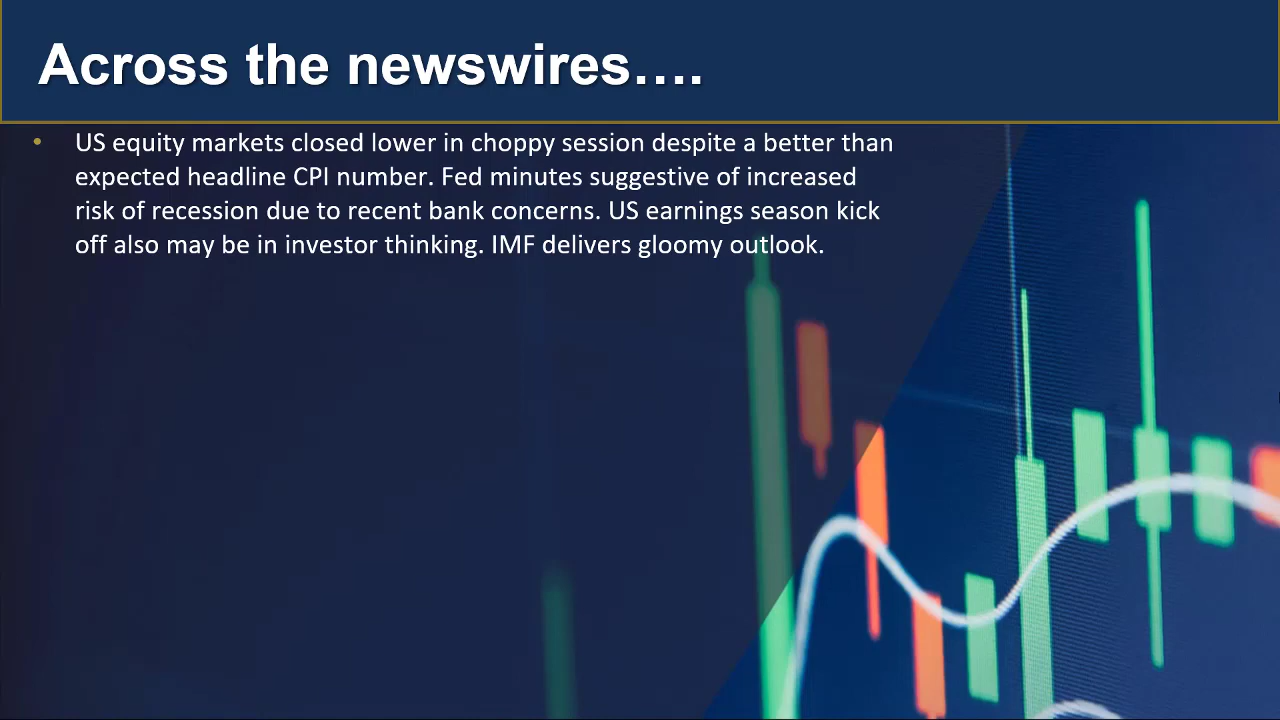 Across the newswires….
• US equity markets closed lower in choppy session despite a better than
expected headline CPI number. Fed minutes suggestive of increased
risk of recession due to recent bank concerns. US earnings season kick
off also may be in investor thinking. IMF delivers gloomy outlook.